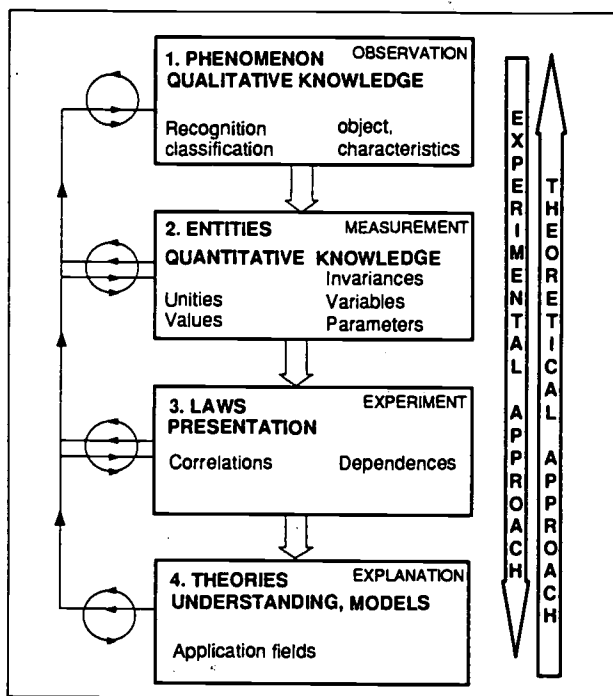 1. PHENOMENON OBSERVATION
QUALITATIVE KNOWLEDGE
Recognition object,
classification characteristics
2. ENTITIES MEASUREMENT
QUANTITATIVE KNOWLEDGE
Invariances
Unities Variables
Values Parameters
3. LAWS EXPERIMENT
PRESENTATION
Correlations Dependences
4. THEORIES EXPLANATION
UNDERSTANDING, MODELS
Application fields
EXPERIMENTAL APPROACH
THEORETICAL APPROACH